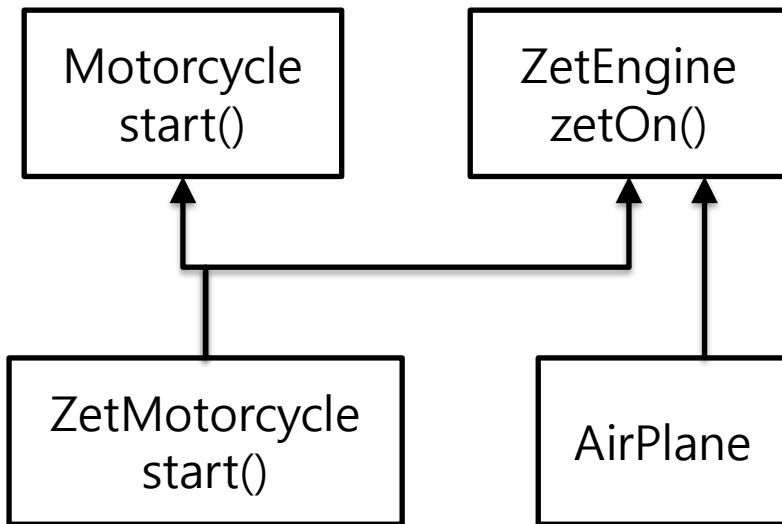 Motorcycle
start()
ZetEngine
zetOn()
ZetMotorcycle
start()
AirPlane